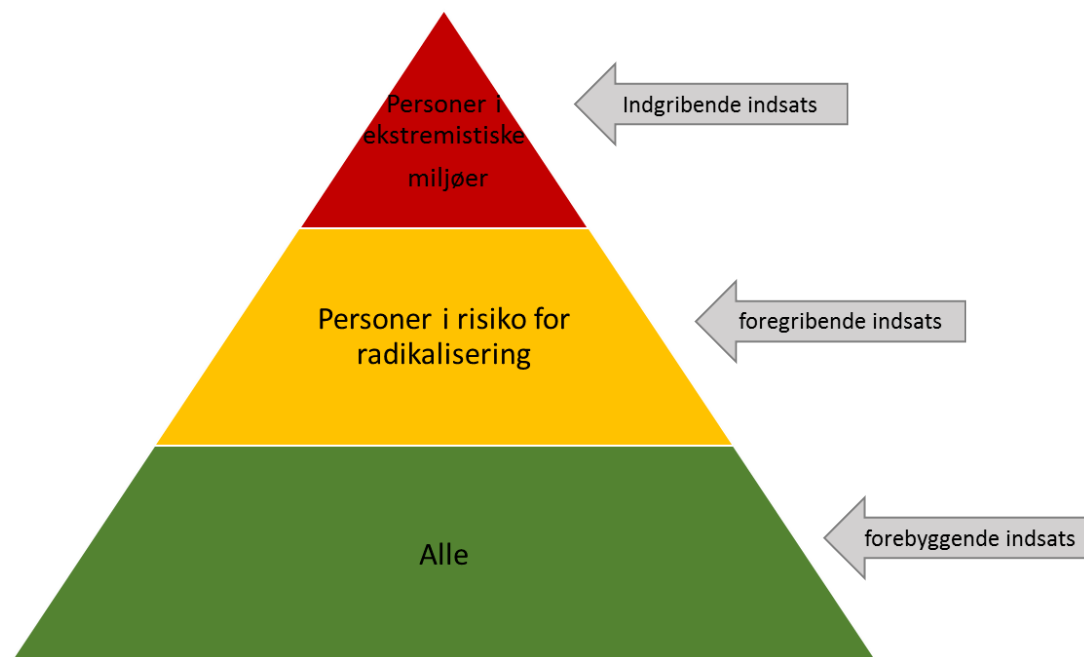 Personer i
ekstremistiske
miljøer
Indgribende indsats
Personer i risiko for
radikalisering
foregribende indsats
Alle
forebyggende indsats